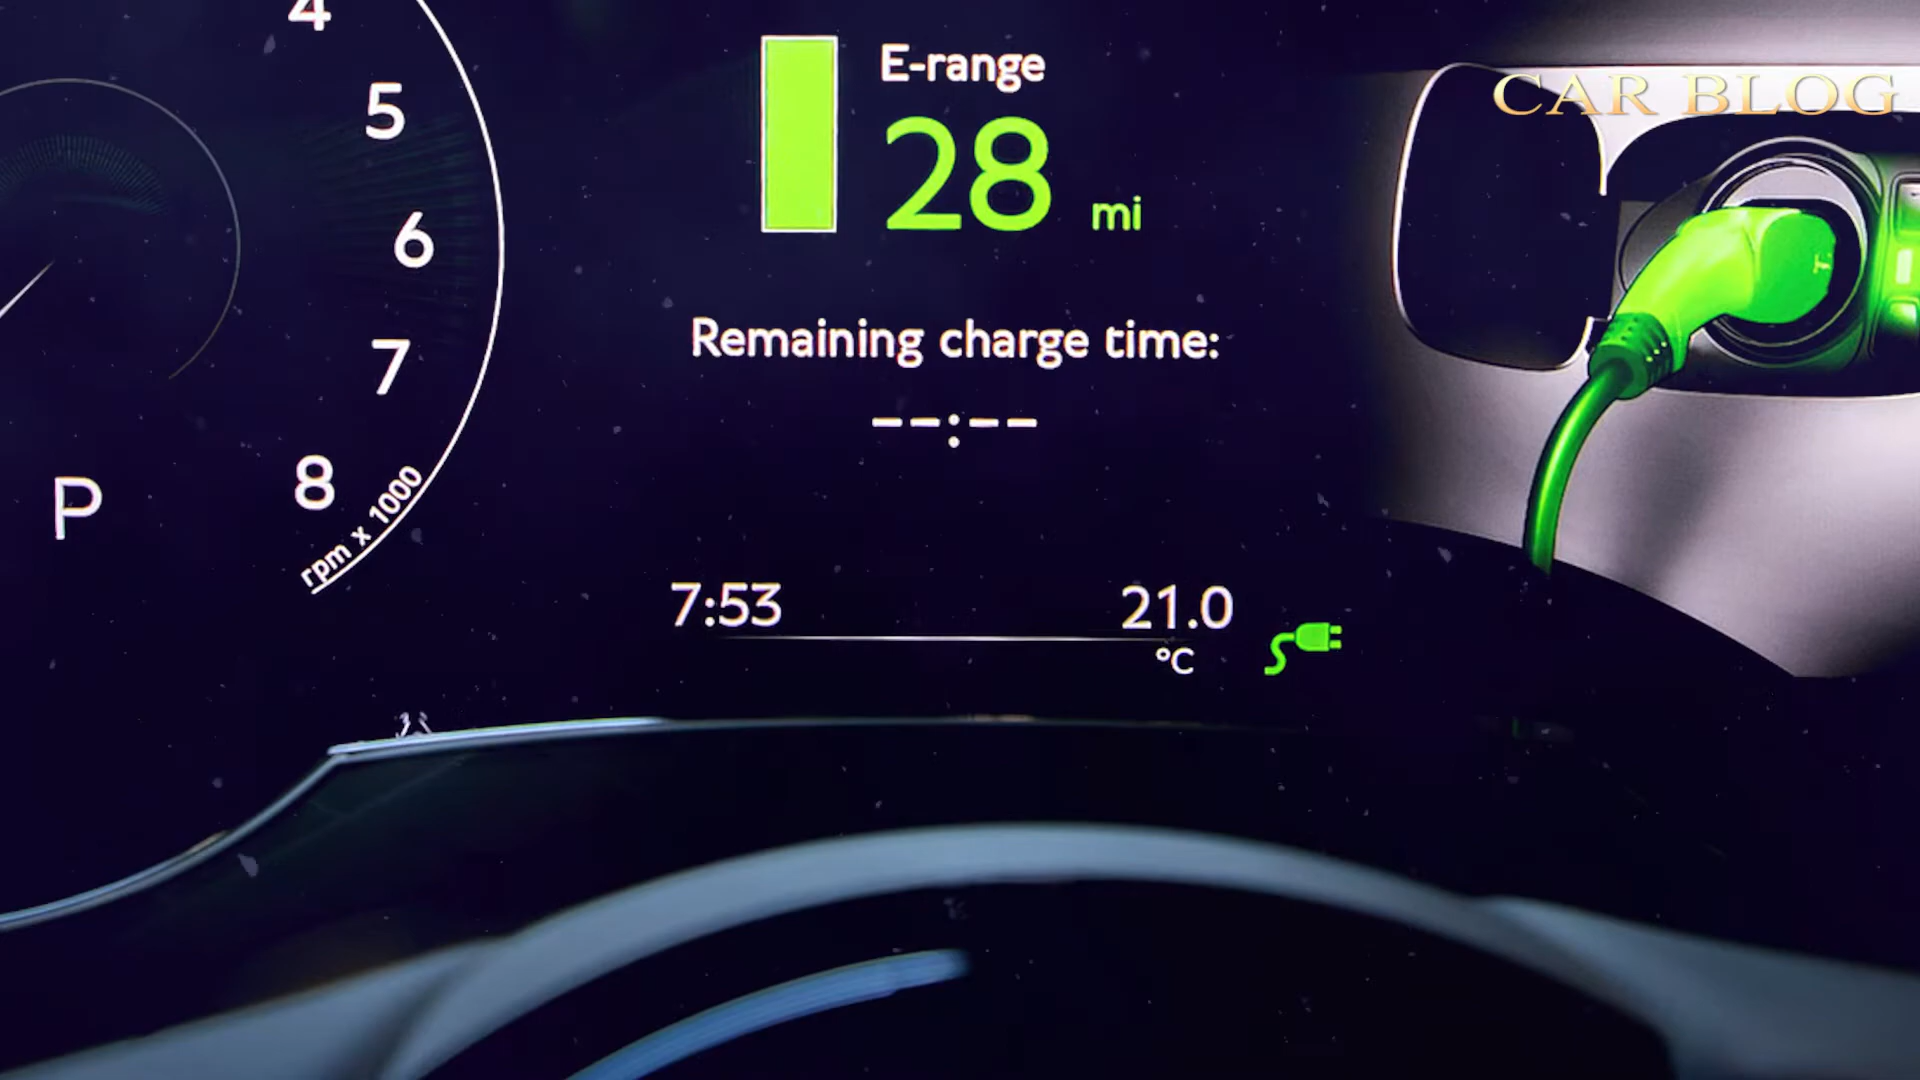 4
5
6
7
8
rpm x 1000
P
E-range
28 mi
Remaining charge time:
--:--
7:53
21.0
°C
CAR BLOG